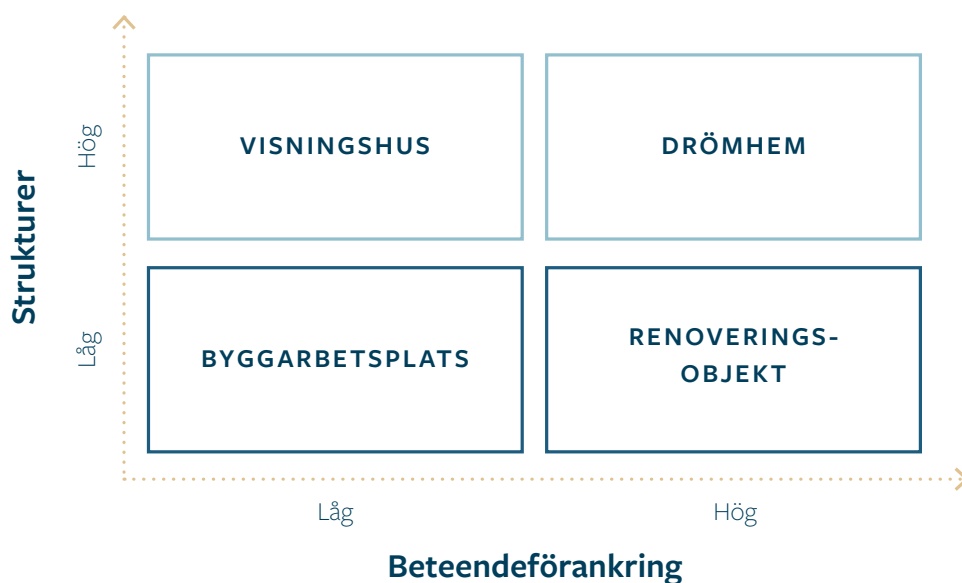 Strukturer
Hög
VISNINGSHUS
DRÖMHEM
Låg
BYGGARBETSPLATS
RENOVERINGS-
OBJEKT
Låg
Hög
Beteendeförankring